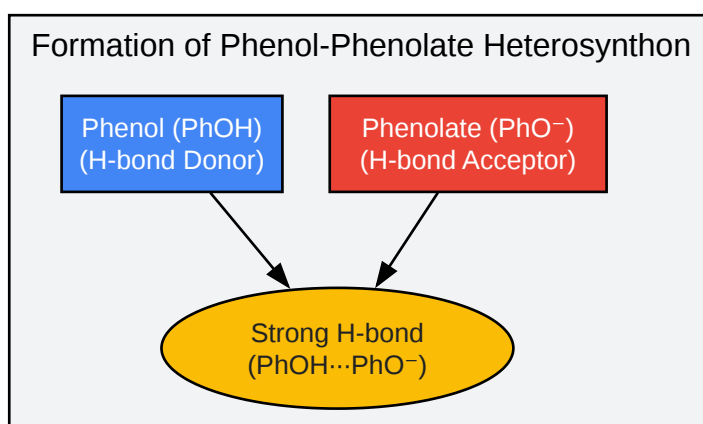 Formation of Phenol-Phenolate Heterosynthon
Phenol (PhOH)
(H-bond Donor)
Phenolate (PhO⁻)
(H-bond Acceptor)
Strong H-bond
(PhOH···PhO⁻)